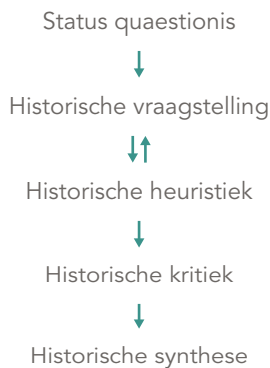 Status quaestionis
Historische vraagstelling
Historische heuristiek
Historische kritiek
Historische synthese